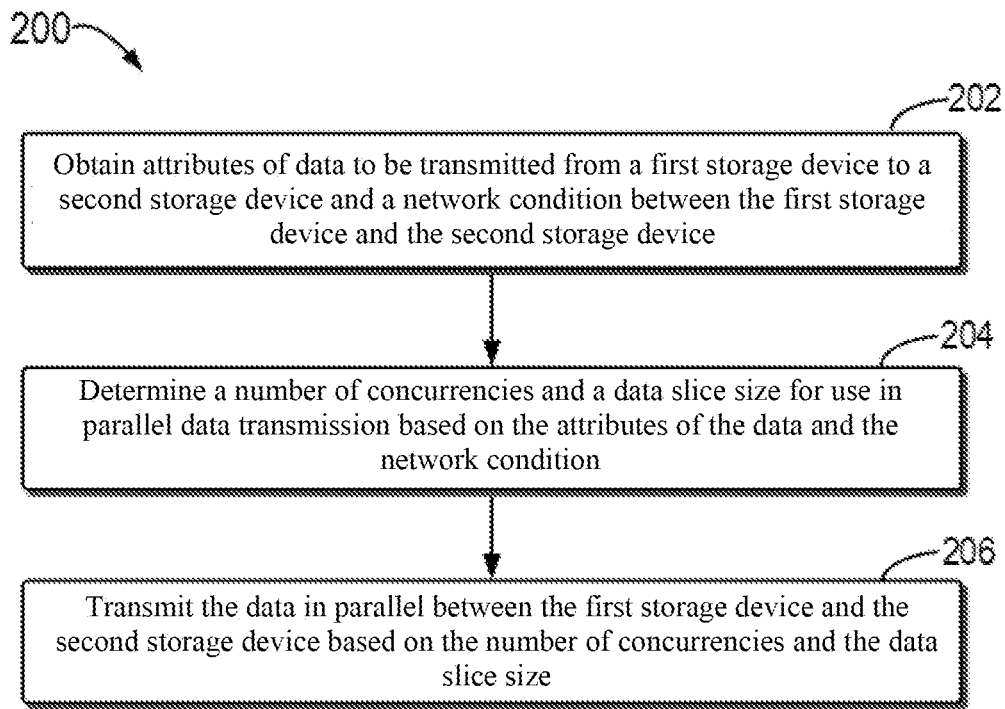 200
202
Obtain attributes of data to be transmitted from a first storage device to a
second storage device and a network condition between the first storage
device and the second storage device
204
Determine a number of concurrencies and a data slice size for use in
parallel data transmission based on the attributes of the data and the
network condition
206
Transmit the data in parallel between the first storage device and the
second storage device based on the number of concurrencies and the data
slice size